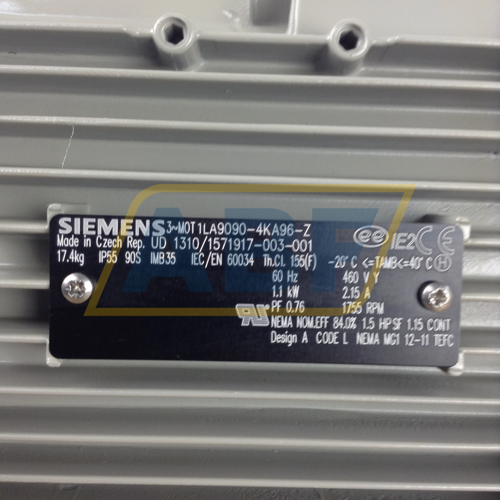 SIEMENS 3~MOT 1LA9090-4KA96-Z
Made in Czech Rep. UD 1310/1571917-003-001 ee IE2 CE
17.4kg IP55 90S IMB35 IEC/EN 60034 Th.Cl. 155(F) -20°C <=TAMB<=40°C H
60 Hz 460 V Y
1.1 kW 2.15 A
PF 0.76 1755 RPM
NEMA NOM.EFF 84.0% 1.5 HP SF 1.15 CONT
Design A CODE L NEMA MG1 12-11 TEFC